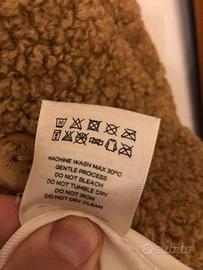 MACHINE WASH MAX 30°C
GENTLE PROCESS
DO NOT BLEACH
DO NOT TUMBLE DRY
DO NOT IRON
DO NOT DRY CLEAN
subito